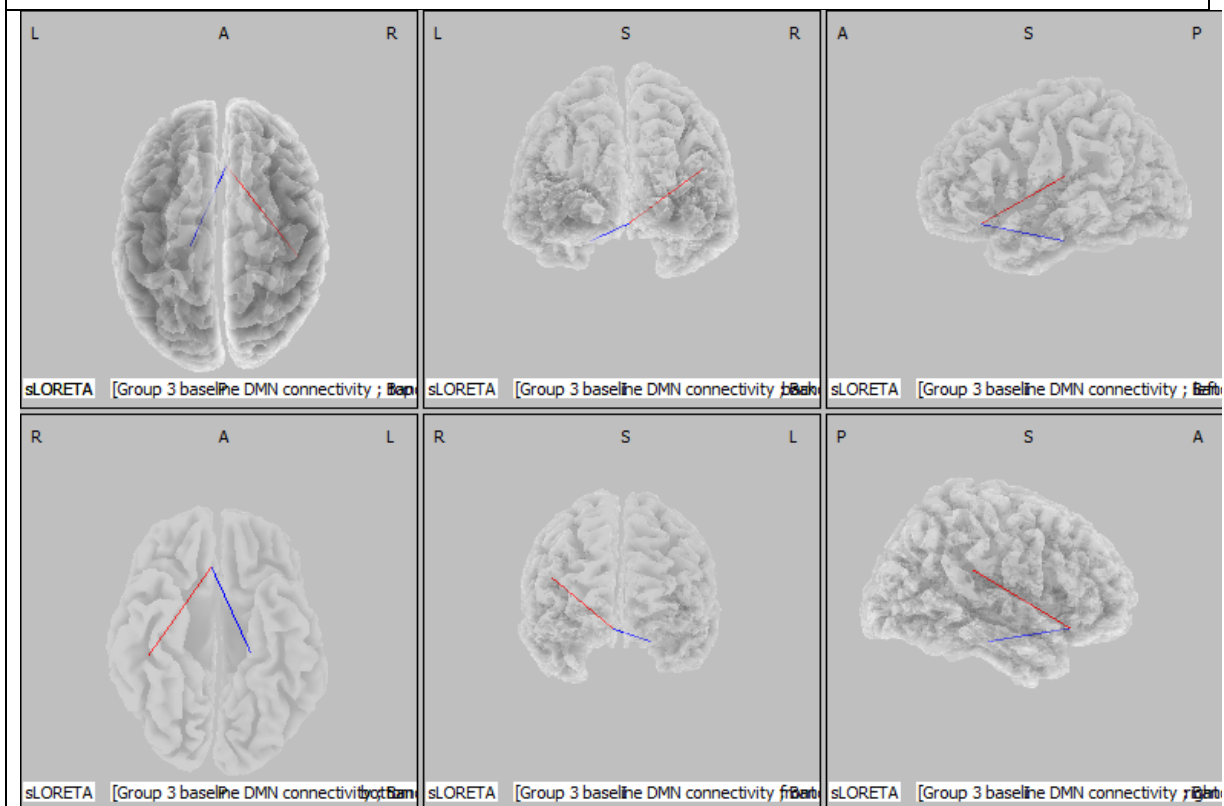 L A R
L S R
A S P
sLORETA [Group 3 baseline DMN connectivity ;
sLORETA [Group 3 baseline DMN connectivity ;
sLORETA [Group 3 baseline DMN connectivity ;
R A L
R S L
P S A
sLORETA [Group 3 baseline DMN connectivity
sLORETA [Group 3 baseline DMN connectivity
sLORETA [Group 3 baseline DMN connectivity ;